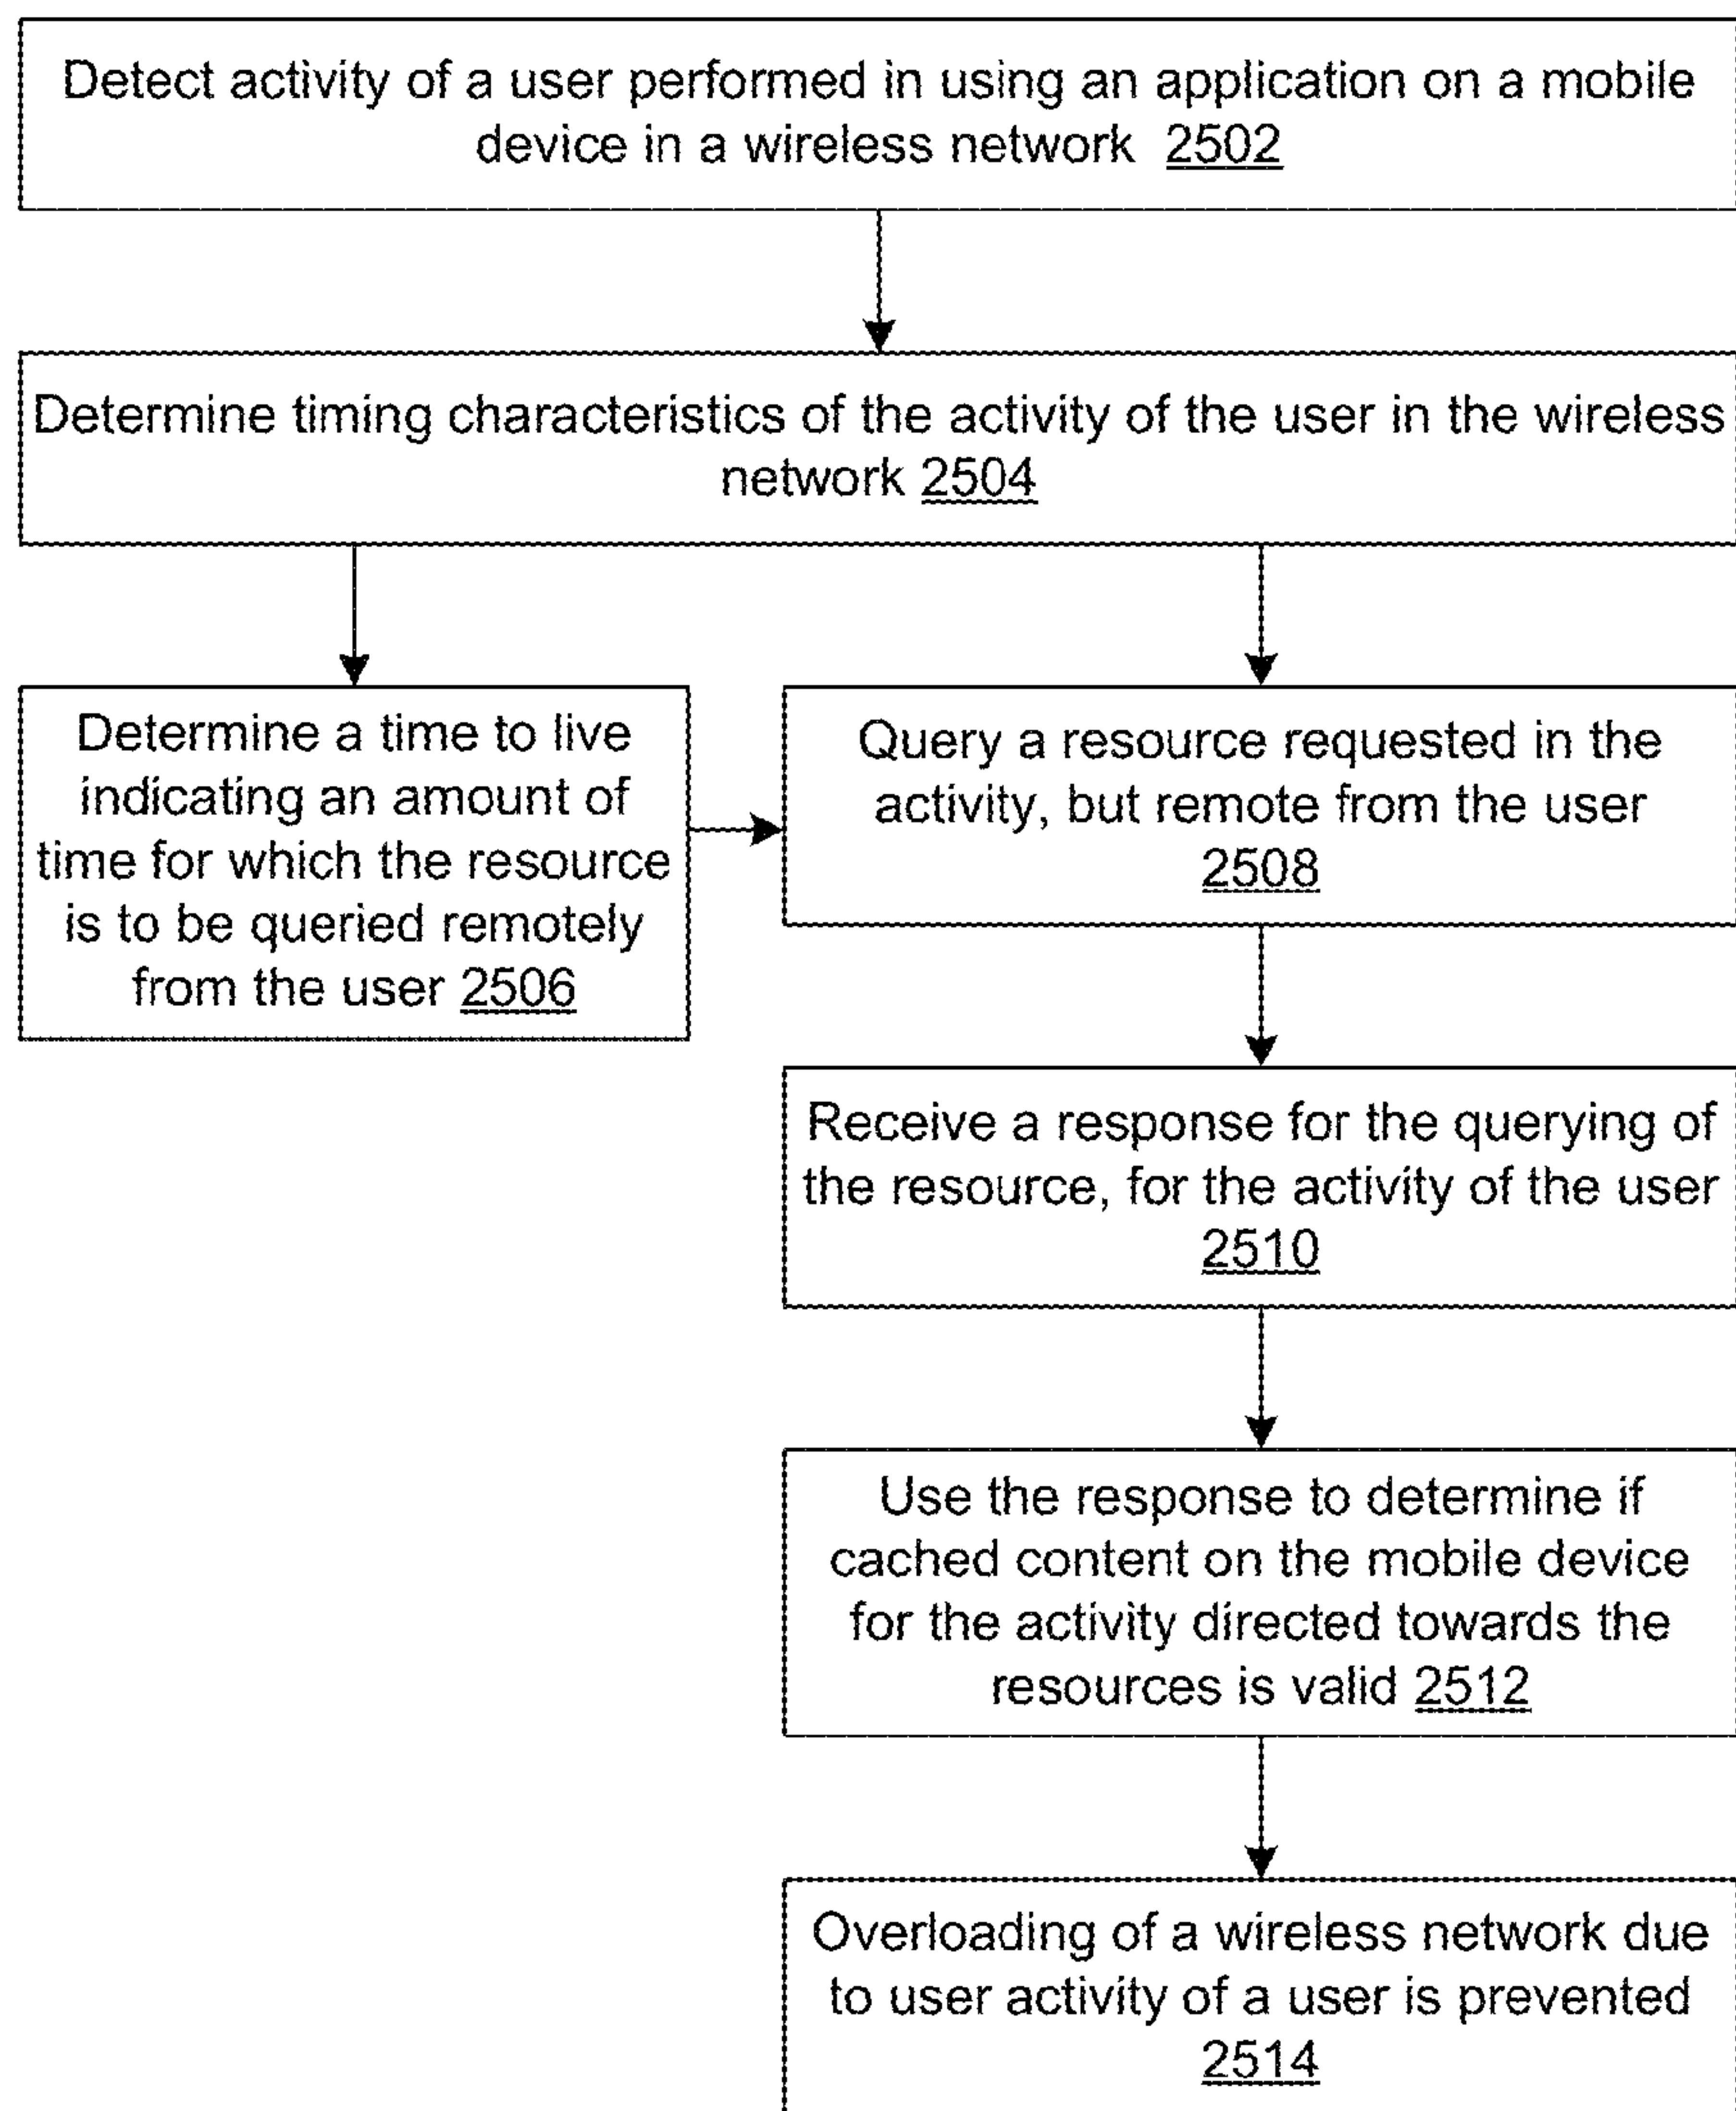 Detect activity of a user performed in using an application on a mobile
device in a wireless network 2502
Determine timing characteristics of the activity of the user in the wireless
network 2504
Determine a time to live
indicating an amount of
time for which the resource
is to be queried remotely
from the user 2506
Query a resource requested in the
activity, but remote from the user
2508
Receive a response for the querying of
the resource, for the activity of the user
2510
Use the response to determine if
cached content on the mobile device
for the activity directed towards the
resources is valid 2512
Overloading of a wireless network due
to user activity of a user is prevented
2514